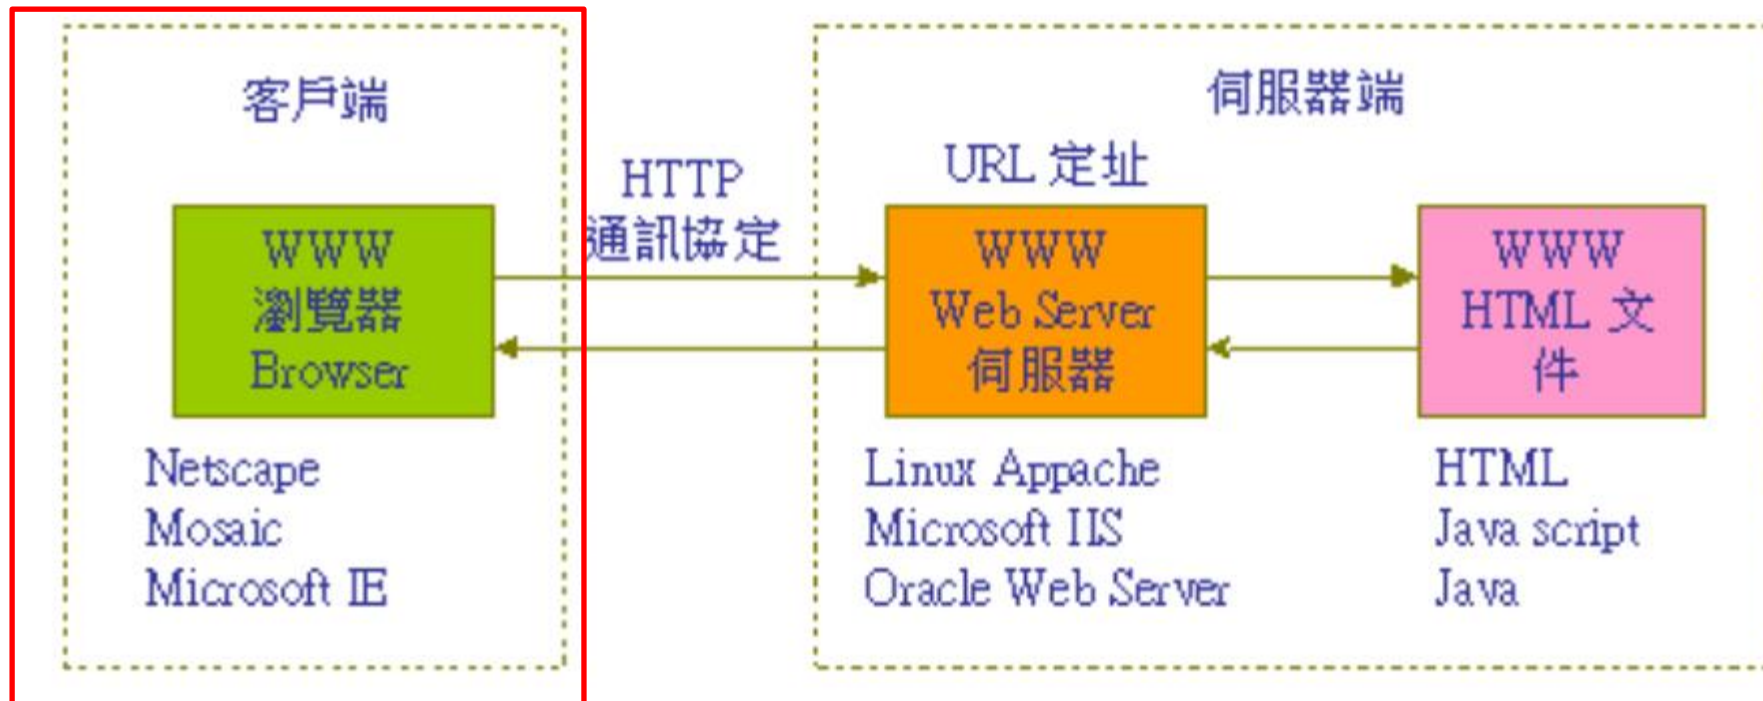 客戶端
WWW
瀏覽器
Browser
Netscape
Mosaic
Microsoft IE
HTTP
通訊協定
伺服器端
URL 定址
WWW
Web Server
伺服器
Linux Appache
Microsoft IIS
Oracle Web Server
WWW
HTML 文
件
HTML
Java script
Java